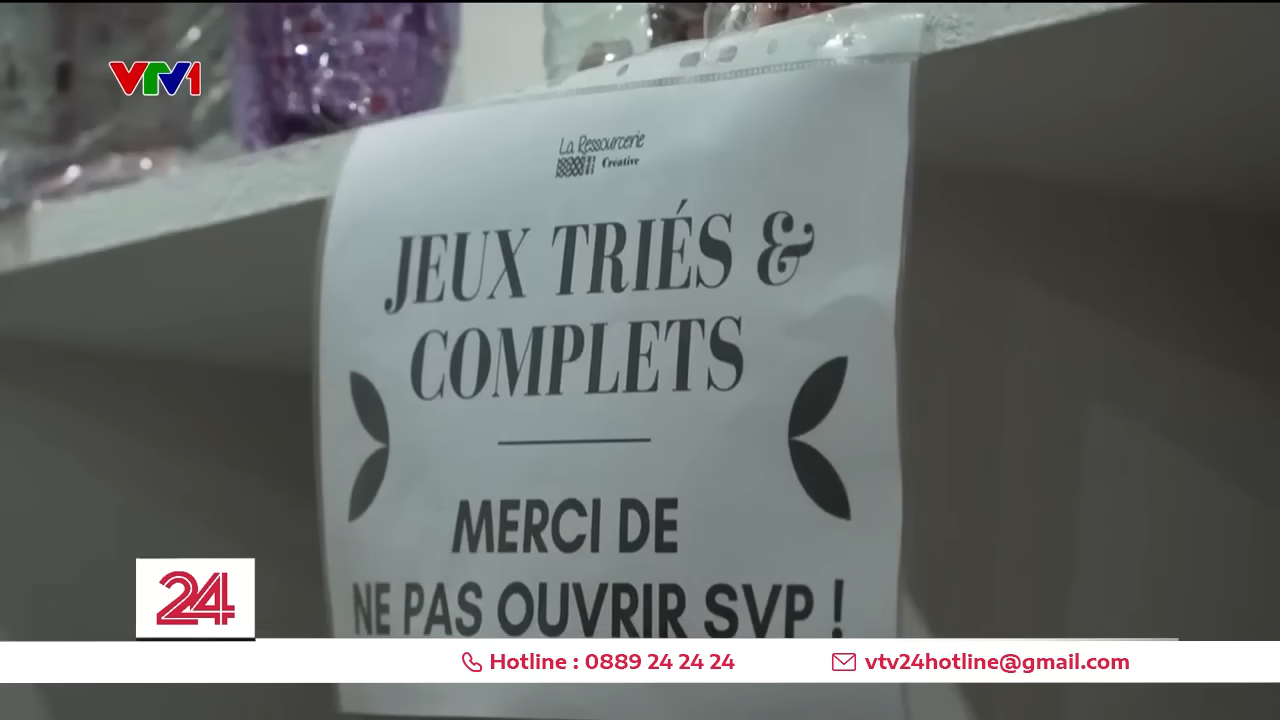 VTV1
La Ressourcerie
Créative
JEUX TRIÉS &
COMPLETS
MERCI DE
NE PAS OUVRIR SVP !
24
Hotline : 0889 24 24 24
vtv24hotline@gmail.com